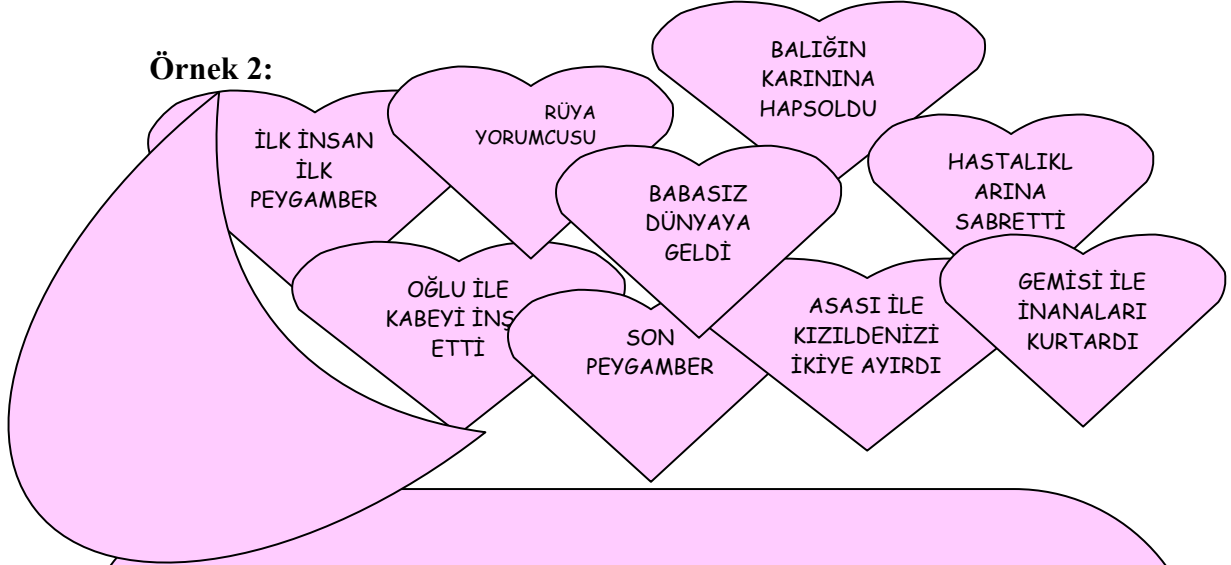 Örnek 2:
İLK İNSAN
İLK
PEYGAMBER
RÜYA
YORUMCUSU
BALIĞIN
KARININA
HAPSOLDU
BABASIZ
DÜNYAYA
GELDİ
HASTALIKL
ARINA
SABRETTİ
OĞLU İLE
KABEYİ İNŞ
ETTİ
SON
PEYGAMBER
ASASI İLE
KIZILDENİZİ
İKİYE AYIRDI
GEMİSİ İLE
İNANALARI
KURTARDI